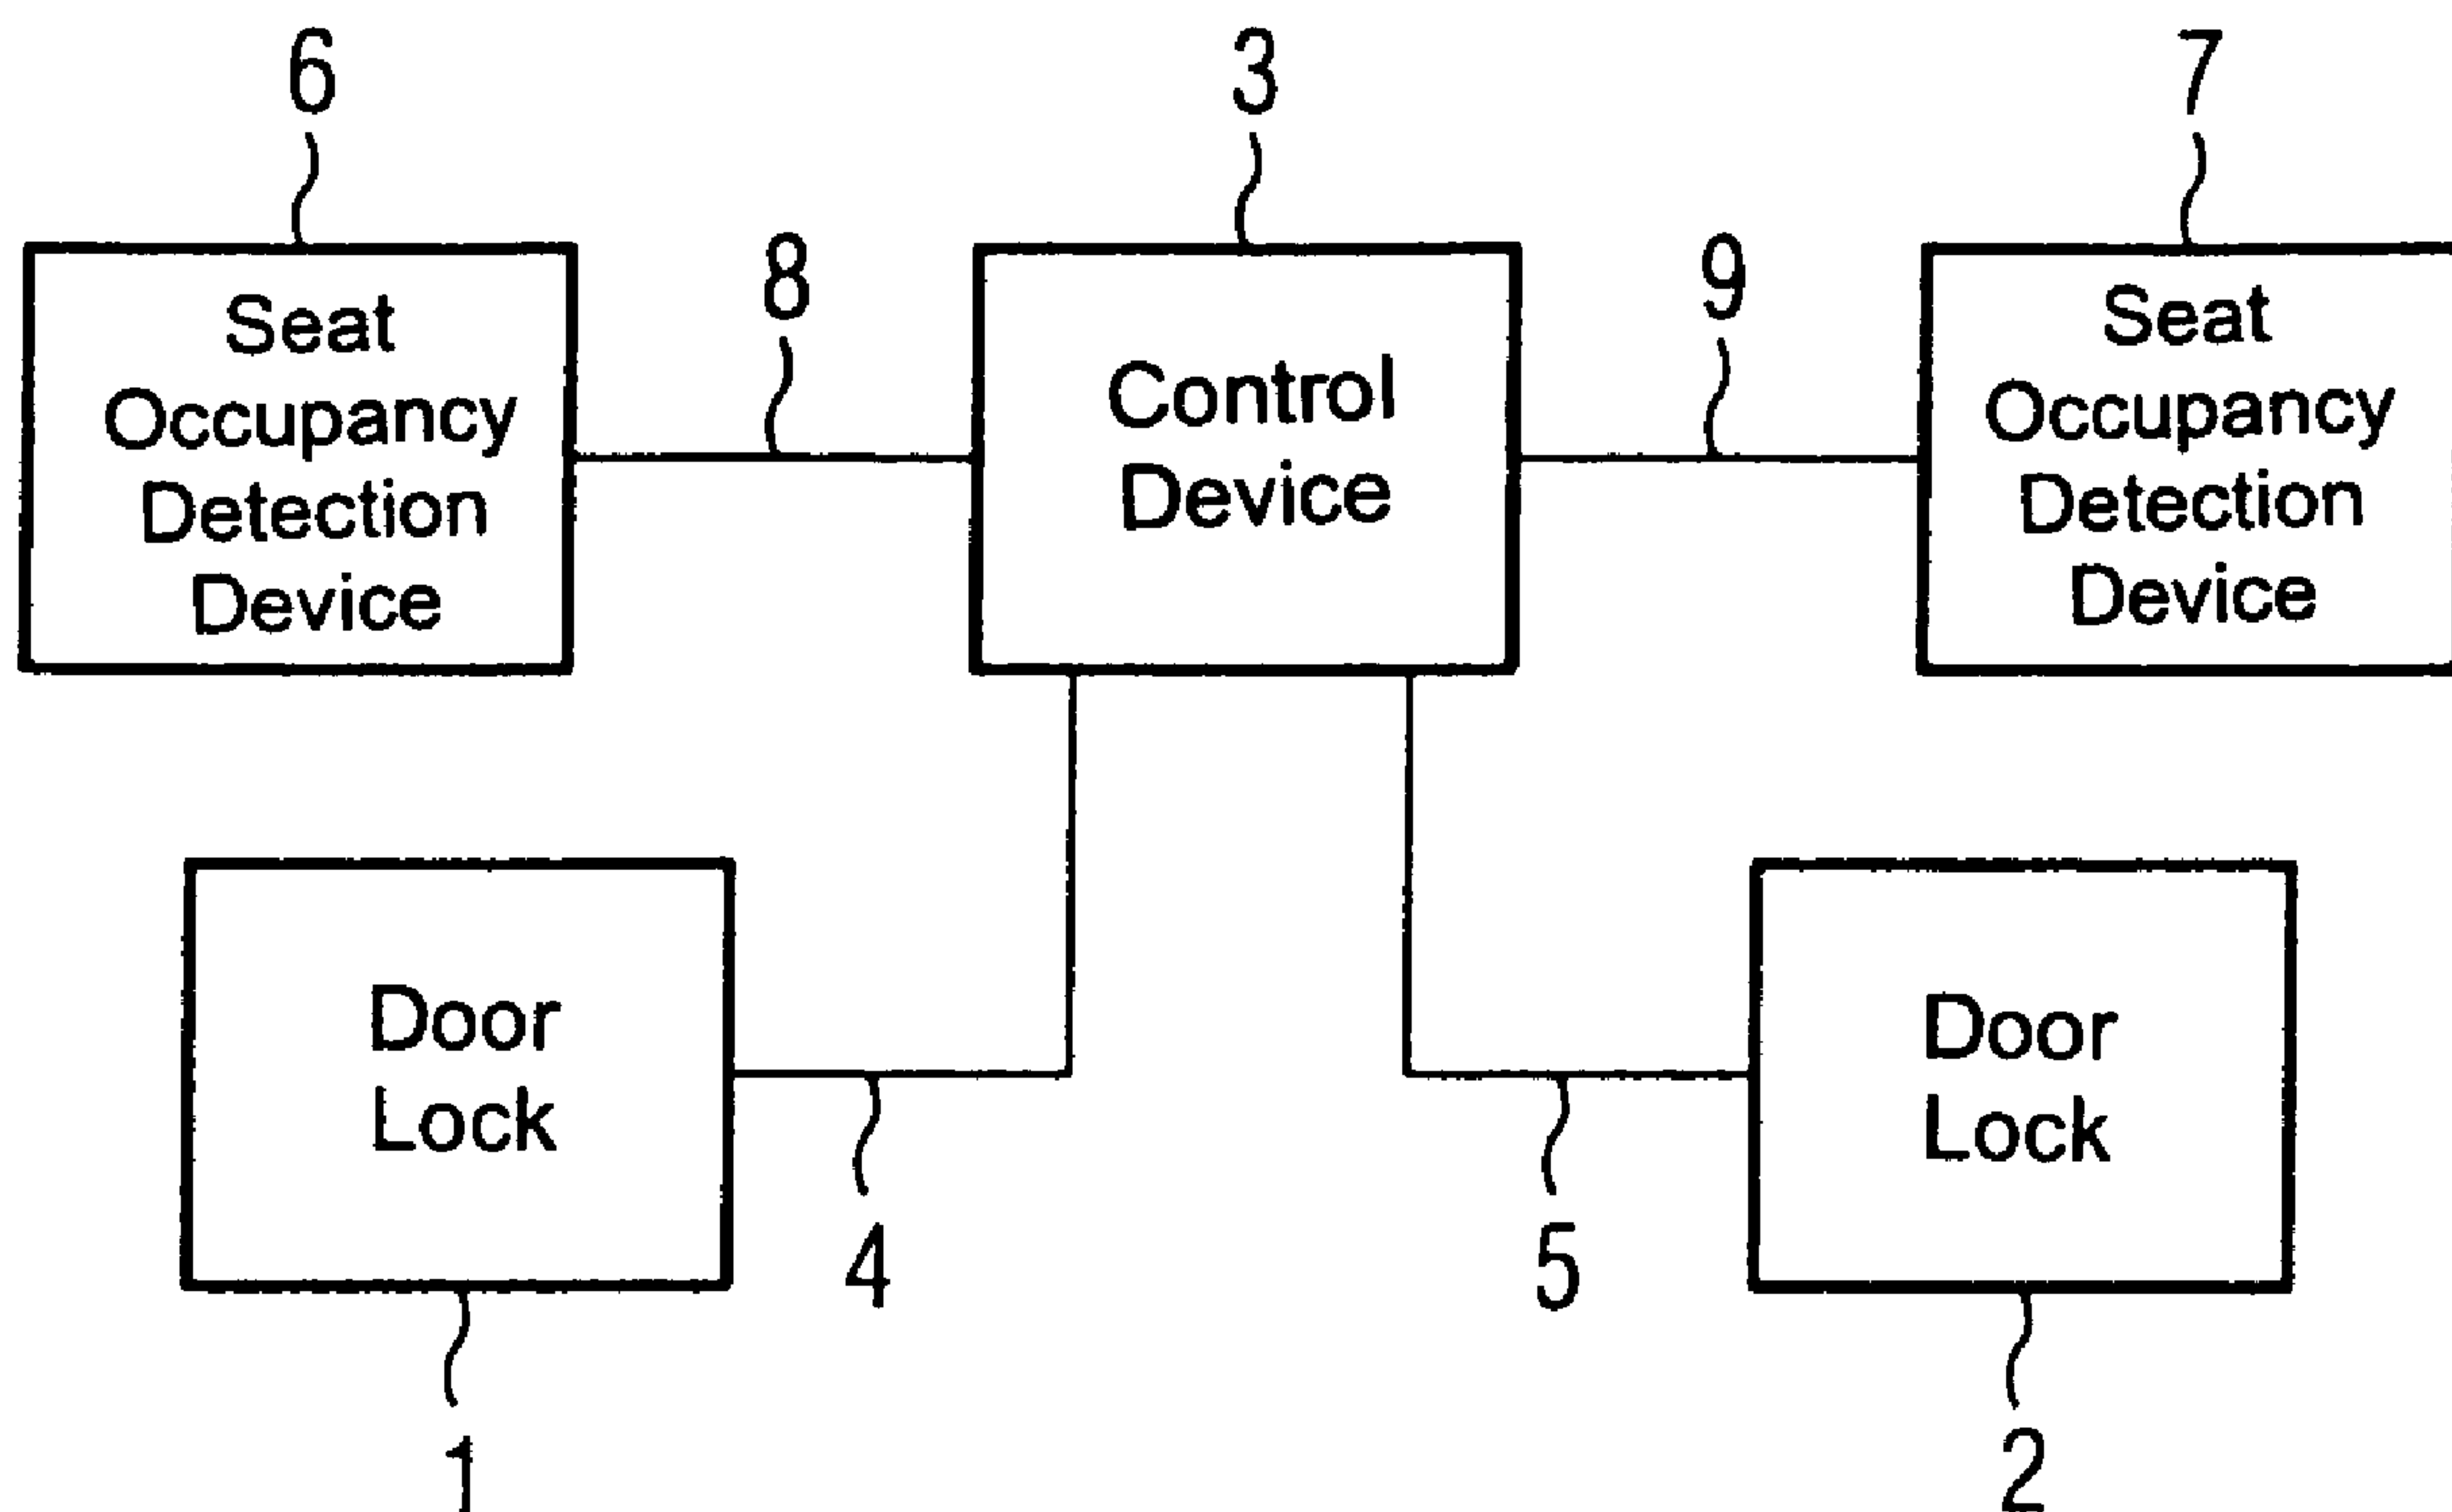 6
3
7
8
9
Seat
Occupancy
Detection
Device
Control
Device
Seat
Occupancy
Detection
Device
Door
Lock
Door
Lock
4
5
1
2